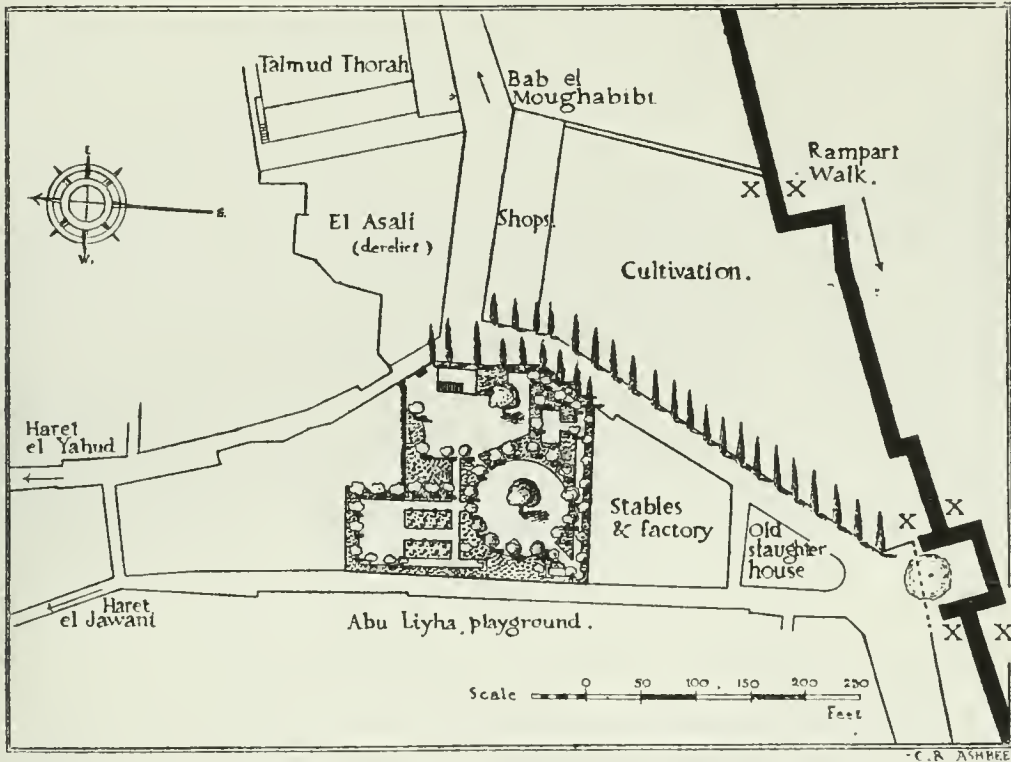 Talmud Thorah
Bab el
Moughabibt
Rampart
Walk.
X X
E.
S.
W.
El Asali
(derelict)
Shops.
Cultivation.
Haret
el Yahud
Stables
& factory
Old
slaughter
house
X X
Haret
el Jawani
Abu Liyha playground.
X X
Scale 0 50 100 150 200 250
Feet
- C.R ASHBEE